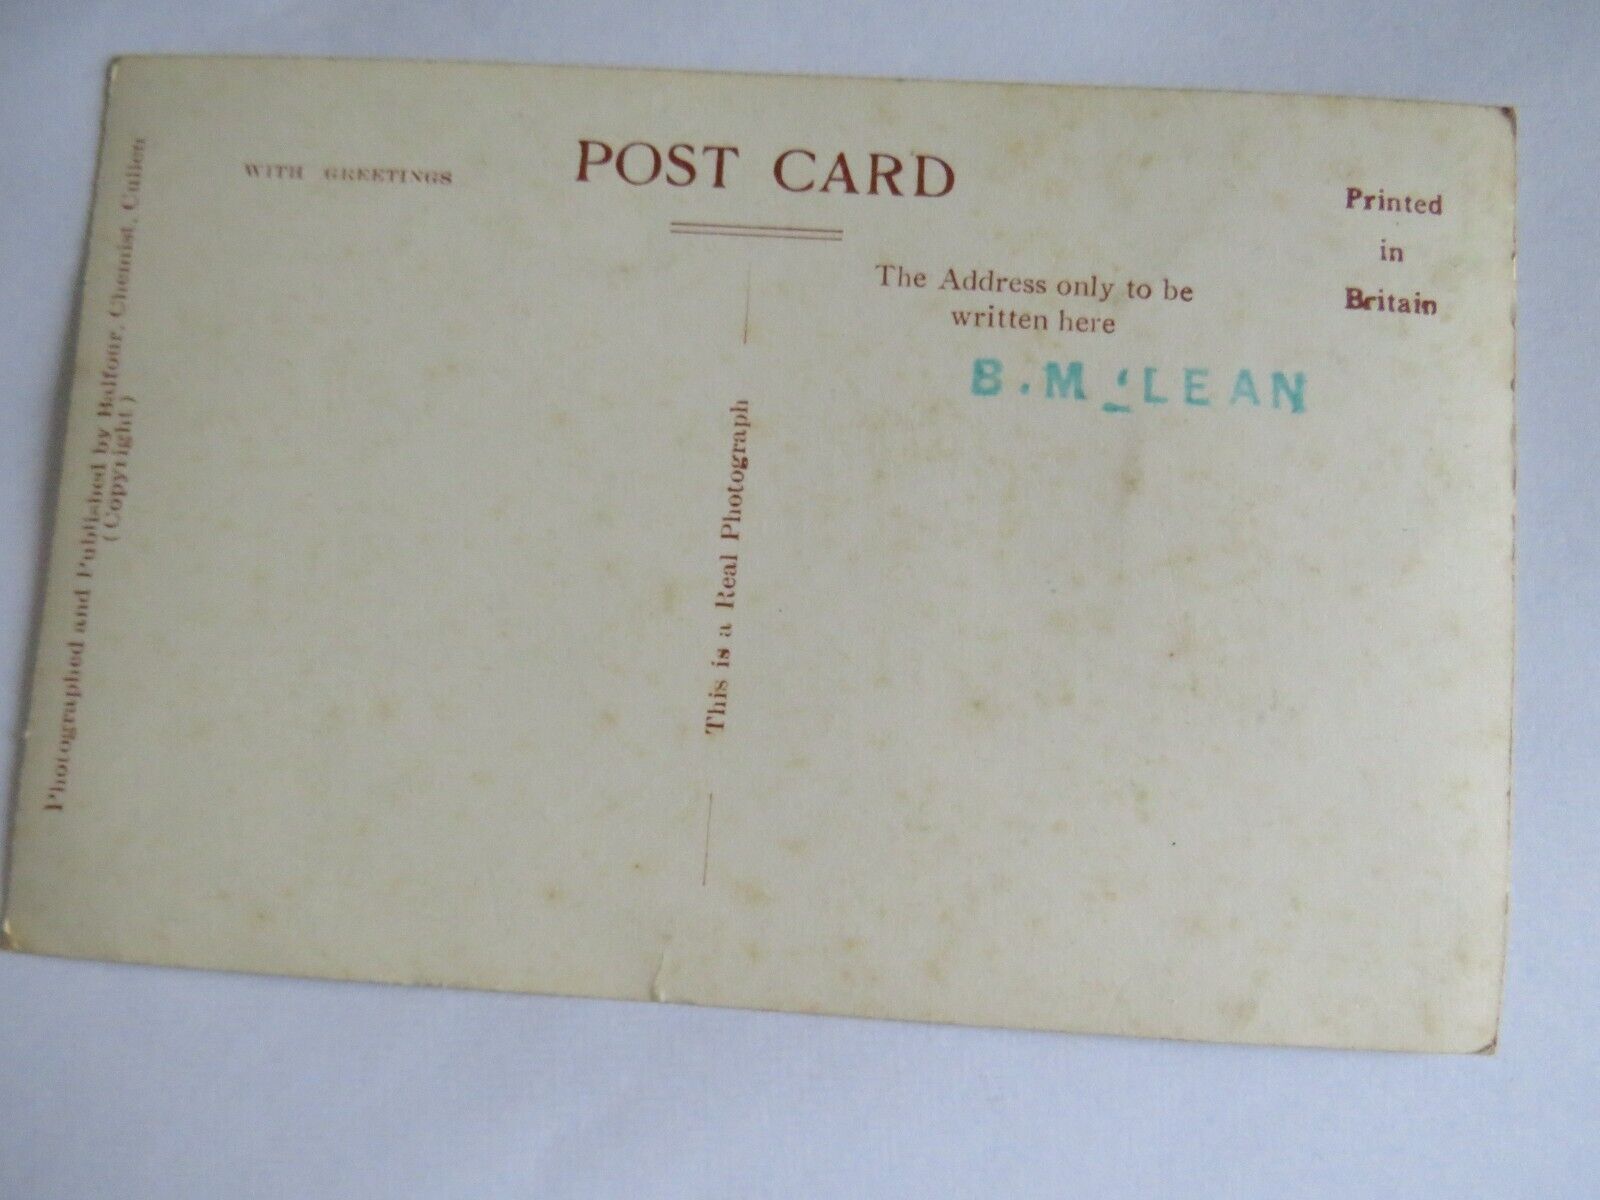 WITH GREETINGS
POST CARD
Printed
in
Britain
The Address only to be
written here
B. McLEAN
This is a Real Photograph
Photographed and Published by Balfour, Chemist, Cullen
(Copyright)